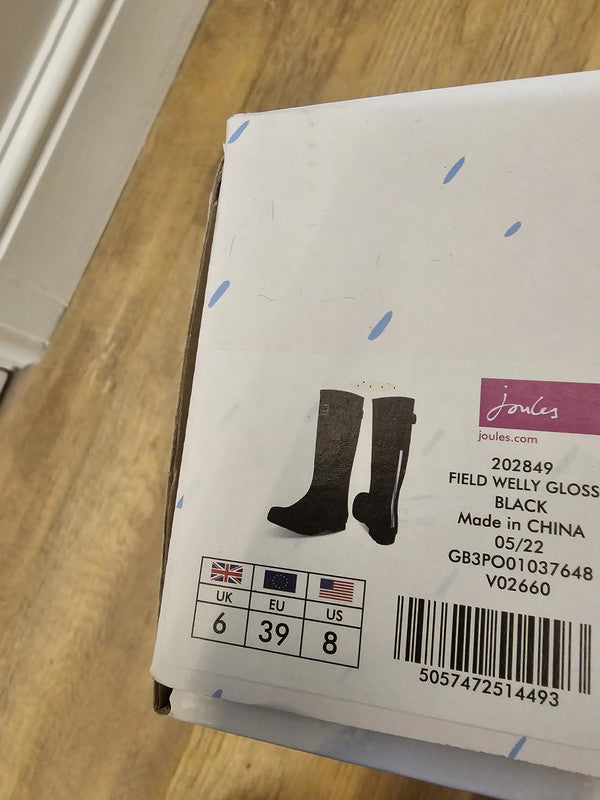 joules
joules.com
202849
FIELD WELLY GLOSS
BLACK
Made in CHINA
05/22
GB3PO01037648
V02660
UK EU US
6 39 8
5057472514493